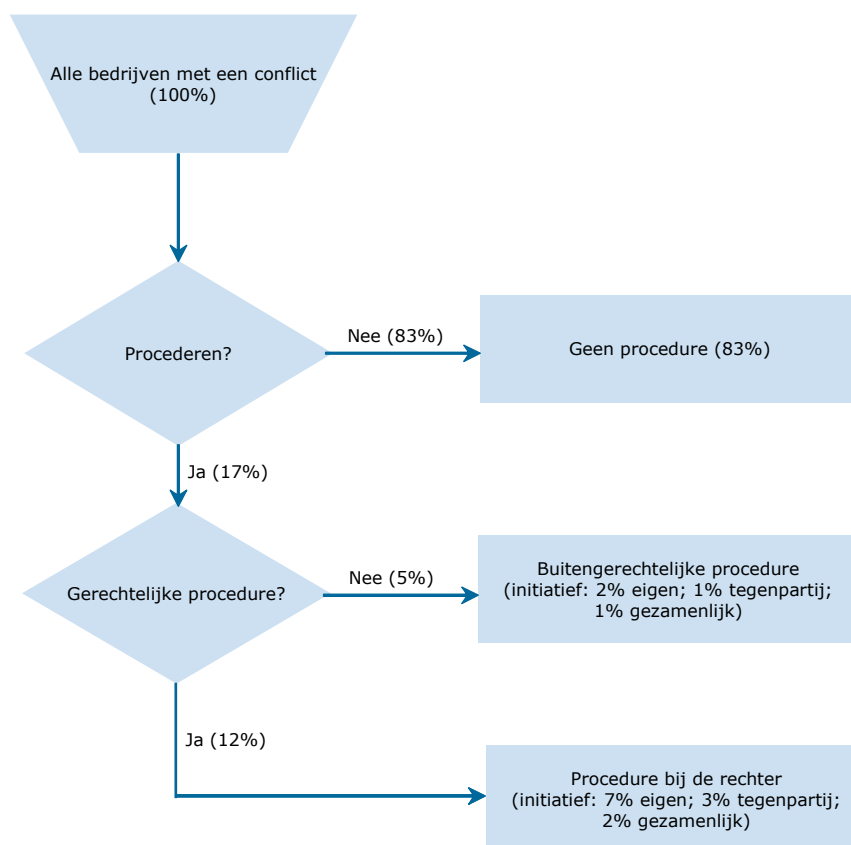 Alle bedrijven met een conflict
(100%)
Procederen?
Nee (83%)
Geen procedure (83%)
Ja (17%)
Gerechtelijke procedure?
Nee (5%)
Buitengerechtelijke procedure
(initiatief: 2% eigen; 1% tegenpartij;
1% gezamenlijk)
Ja (12%)
Procedure bij de rechter
(initiatief: 7% eigen; 3% tegenpartij;
2% gezamenlijk)